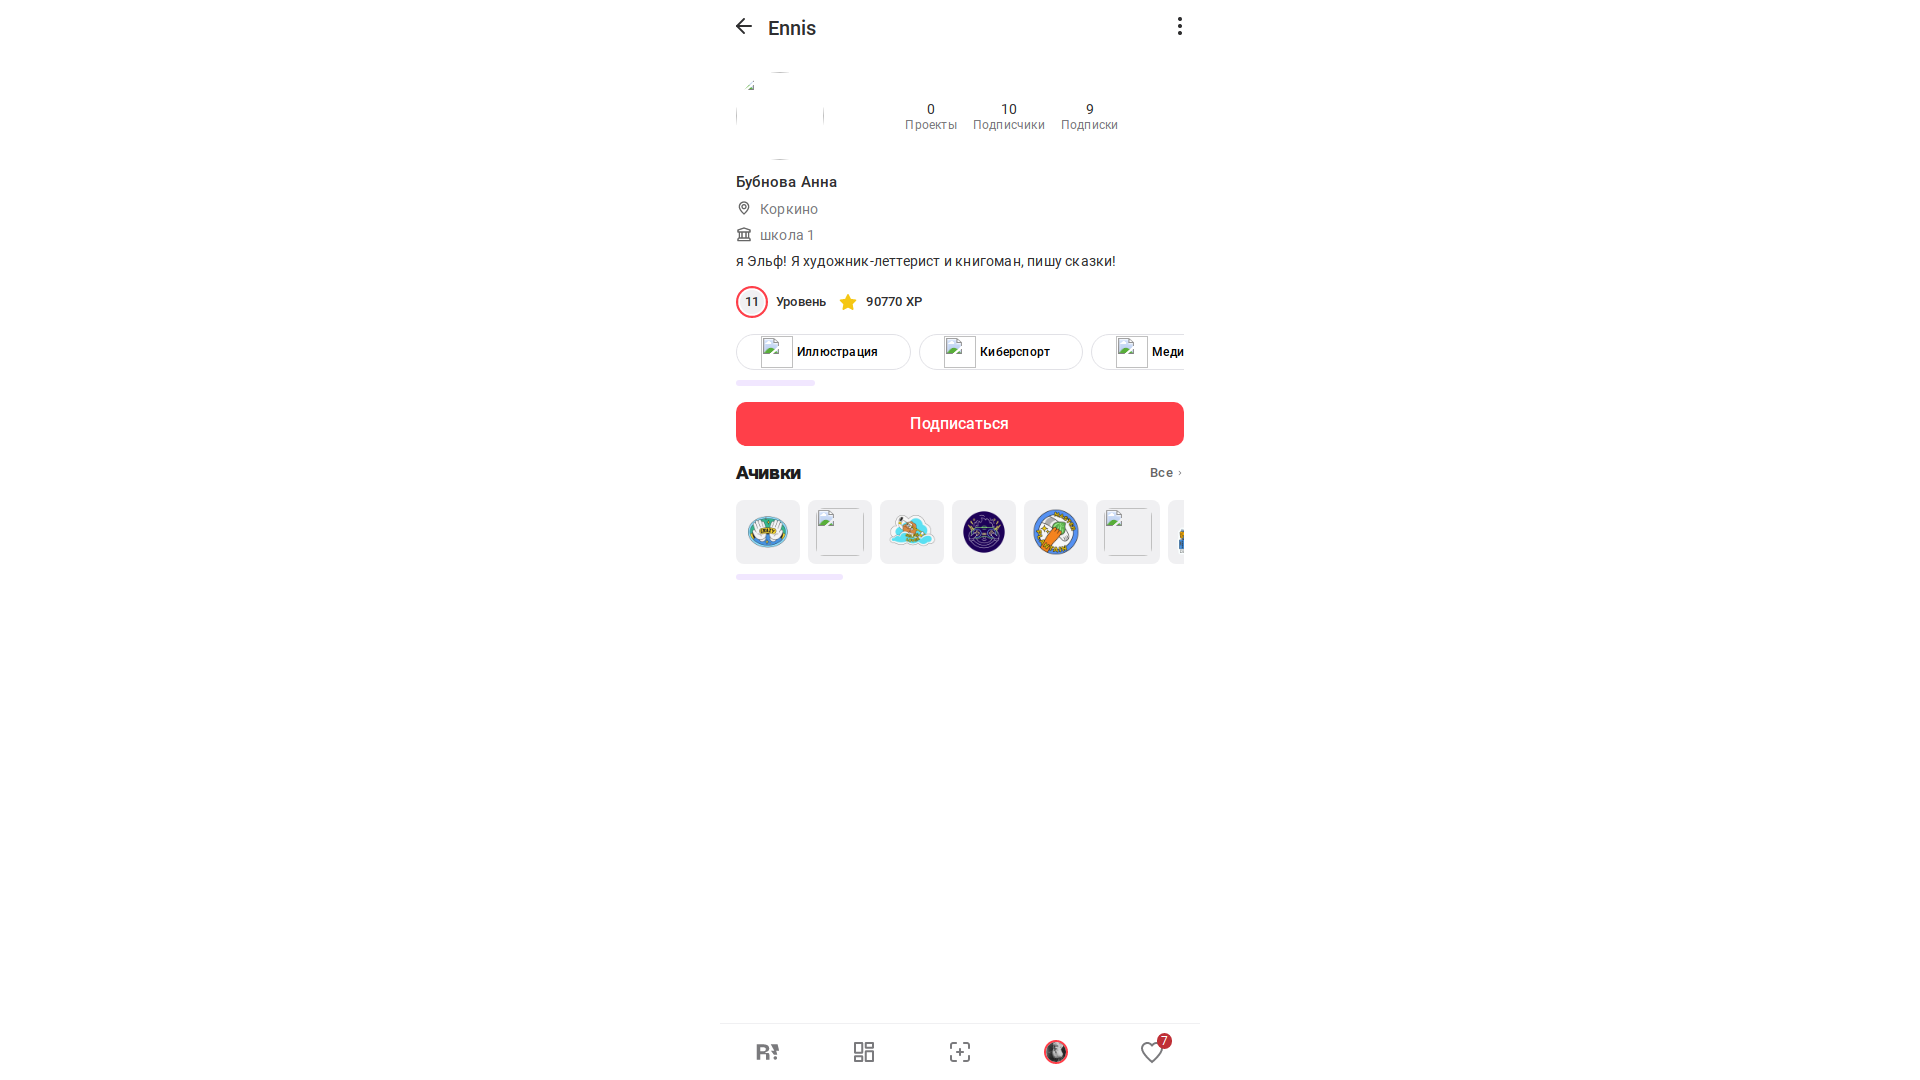 Ennis
0
Проекты
10
Подписчики
9
Подписки
Бубнова Анна
Коркино
школа 1
я Эльф! Я художник-леттерист и книгоман, пишу сказки!
11
Уровень
90770 XP
Иллюстрация
Киберспорт
Меди
Подписаться
Ачивки
Все
7